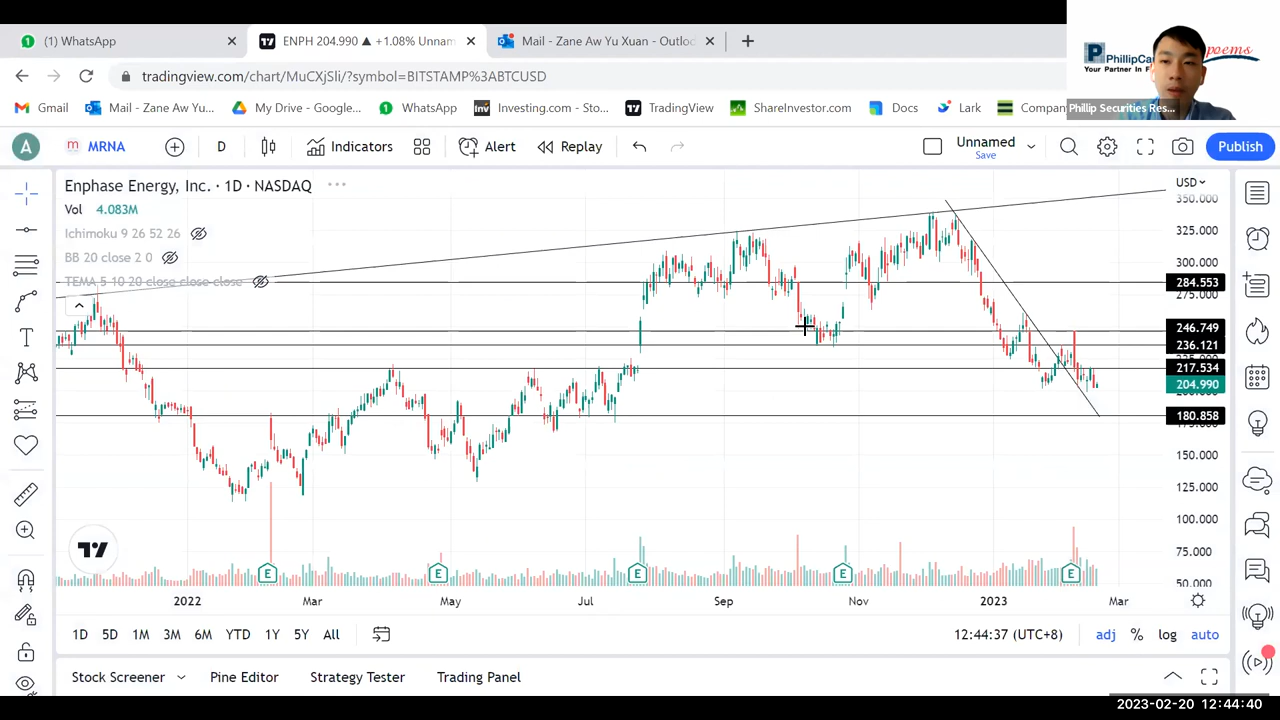 (1) WhatsApp
ENPH 204.990 ▲ +1.08% Unnam
Mail - Zane Aw Yu Xuan - Outloc
PhillipCa
poems
Your Partner In F
tradingview.com/chart/MuCXjSli/?symbol=BITSTAMP%3ABTCUSD
Gmail
Mail - Zane Aw Yu...
My Drive - Google...
WhatsApp
Investing.com - Sto...
TradingView
ShareInvestor.com
Docs
Lark
Compan
Phillip Securities Res...
A
MRNA
D
Indicators
Alert
Replay
Unnamed
Save
Publish
Enphase Energy, Inc. · 1D · NASDAQ
USD
Vol 4.083M
Ichimoku 9 26 52 26
BB 20 close 2 0
TEMA 5 10 20 close close close
350.000
325.000
300.000
284.553
275.000
246.749
236.121
217.534
204.990
180.858
150.000
125.000
100.000
75.000
50.000
E E E E E
2022 Mar May Jul Sep Nov 2023 Mar
1D 5D 1M 3M 6M YTD 1Y 5Y All
12:44:37 (UTC+8) adj % log auto
Stock Screener Pine Editor Strategy Tester Trading Panel
2023-02-20 12:44:40